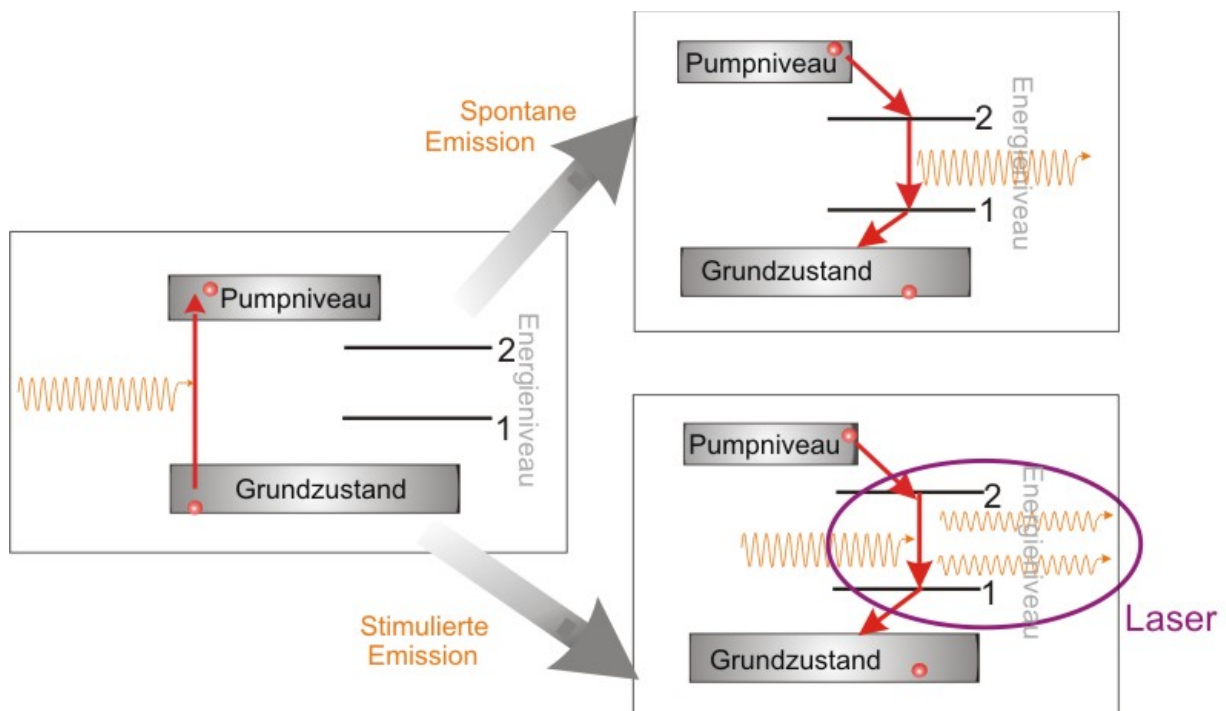 Pumpniveau
2
1
Energieniveau
Grundzustand
Spontane
Emission
Pumpniveau
2
1
Energieniveau
Grundzustand
Stimulierte
Emission
Pumpniveau
2
1
Energieniveau
Grundzustand
Laser